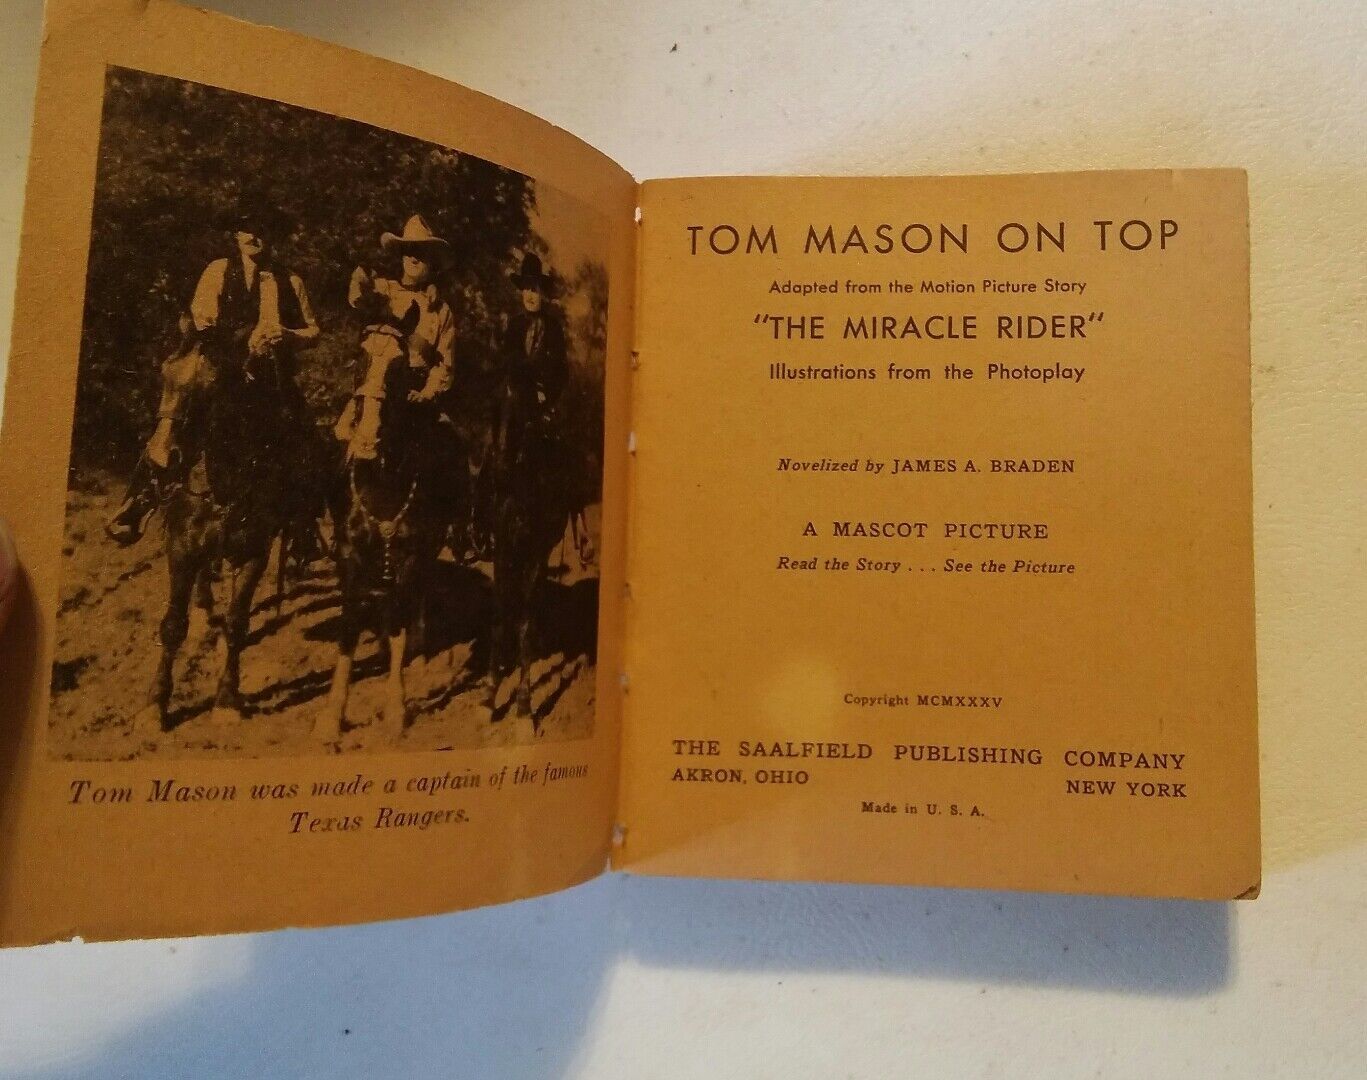 Tom Mason was made a captain of the famous
Texas Rangers.
TOM MASON ON TOP
Adapted from the Motion Picture Story
"THE MIRACLE RIDER"
Illustrations from the Photoplay
Novelized by JAMES A. BRADEN
A MASCOT PICTURE
Read the Story . . . See the Picture
Copyright MCMXXXV
THE SAALFIELD PUBLISHING COMPANY
AKRON, OHIO NEW YORK
Made in U. S. A.